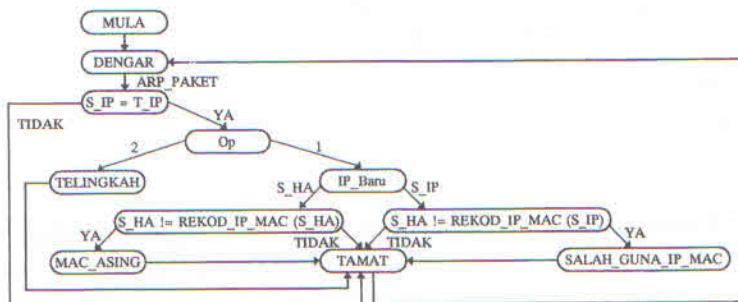 MULA
DENGAR
ARP_PAKET
S_IP = T_IP
TIDAK
YA
Op
2
1
TELINGKAH
IP_Baru
S_HA
S_IP
S_HA != REKOD_IP_MAC (S_HA)
S_HA != REKOD_IP_MAC (S_IP)
YA
TIDAK
TIDAK
YA
MAC_ASING
TAMAT
SALAH_GUNA_IP_MAC